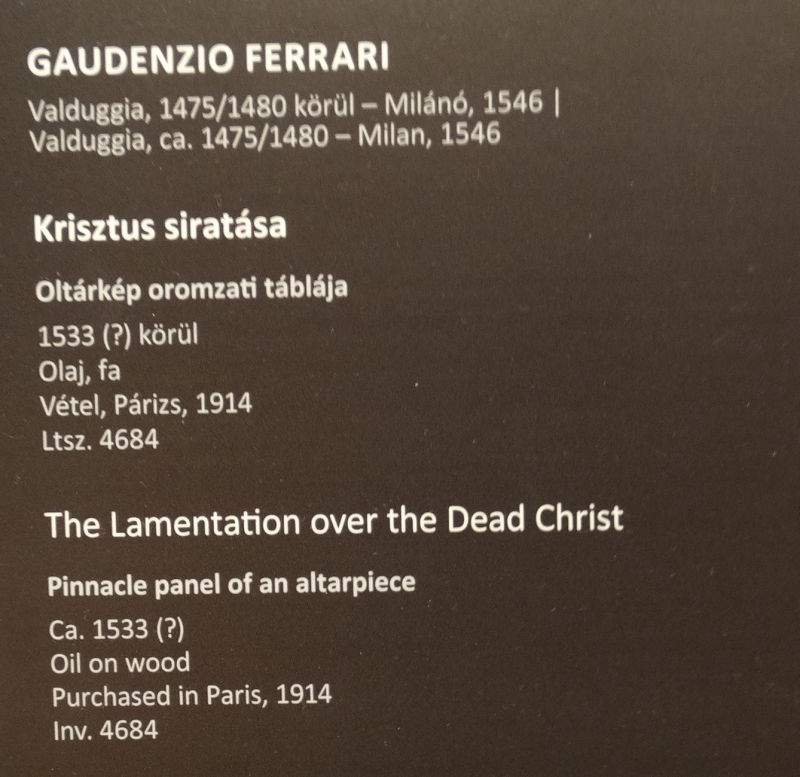 GAUDENZIO FERRARI
Valduggia, 1475/1480 körül – Milánó, 1546 |
Valduggia, ca. 1475/1480 – Milan, 1546
Krisztus siratása
Oltárkép oromzati táblája
1533 (?) körül
Olaj, fa
Vétel, Párizs, 1914
Ltsz. 4684
The Lamentation over the Dead Christ
Pinnacle panel of an altarpiece
Ca. 1533 (?)
Oil on wood
Purchased in Paris, 1914
Inv. 4684